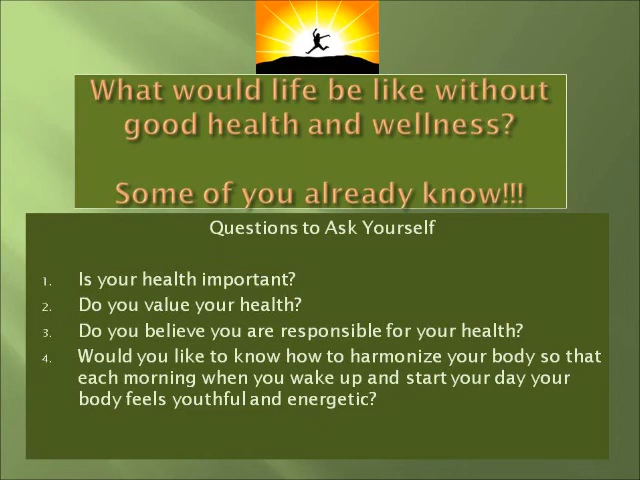 What would life be like without
good health and wellness?
Some of you already know!!!
Questions to Ask Yourself
1. Is your health important?
2. Do you value your health?
3. Do you believe you are responsible for your health?
4. Would you like to know how to harmonize your body so that
each morning when you wake up and start your day your
body feels youthful and energetic?